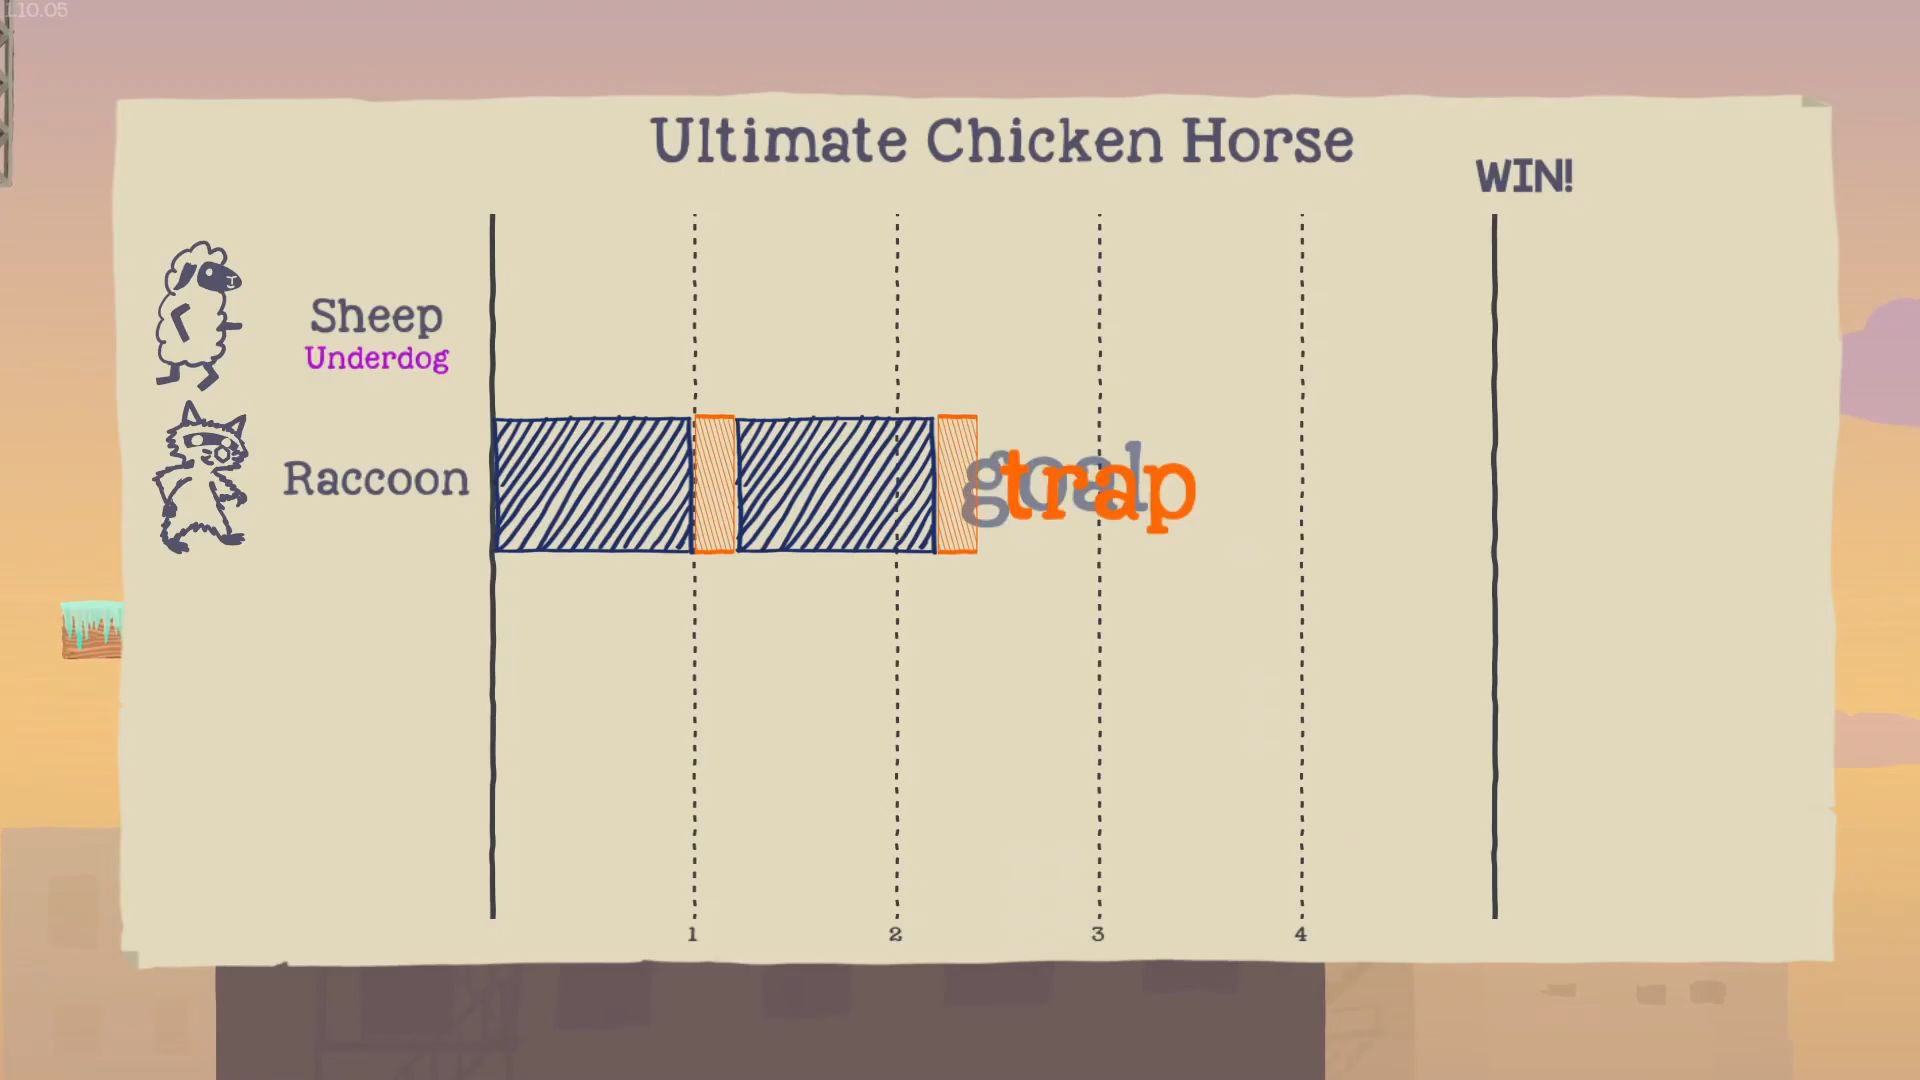 1.10.05
Ultimate Chicken Horse
WIN!
Sheep
Underdog
Raccoon
goal
trap
1 2 3 4